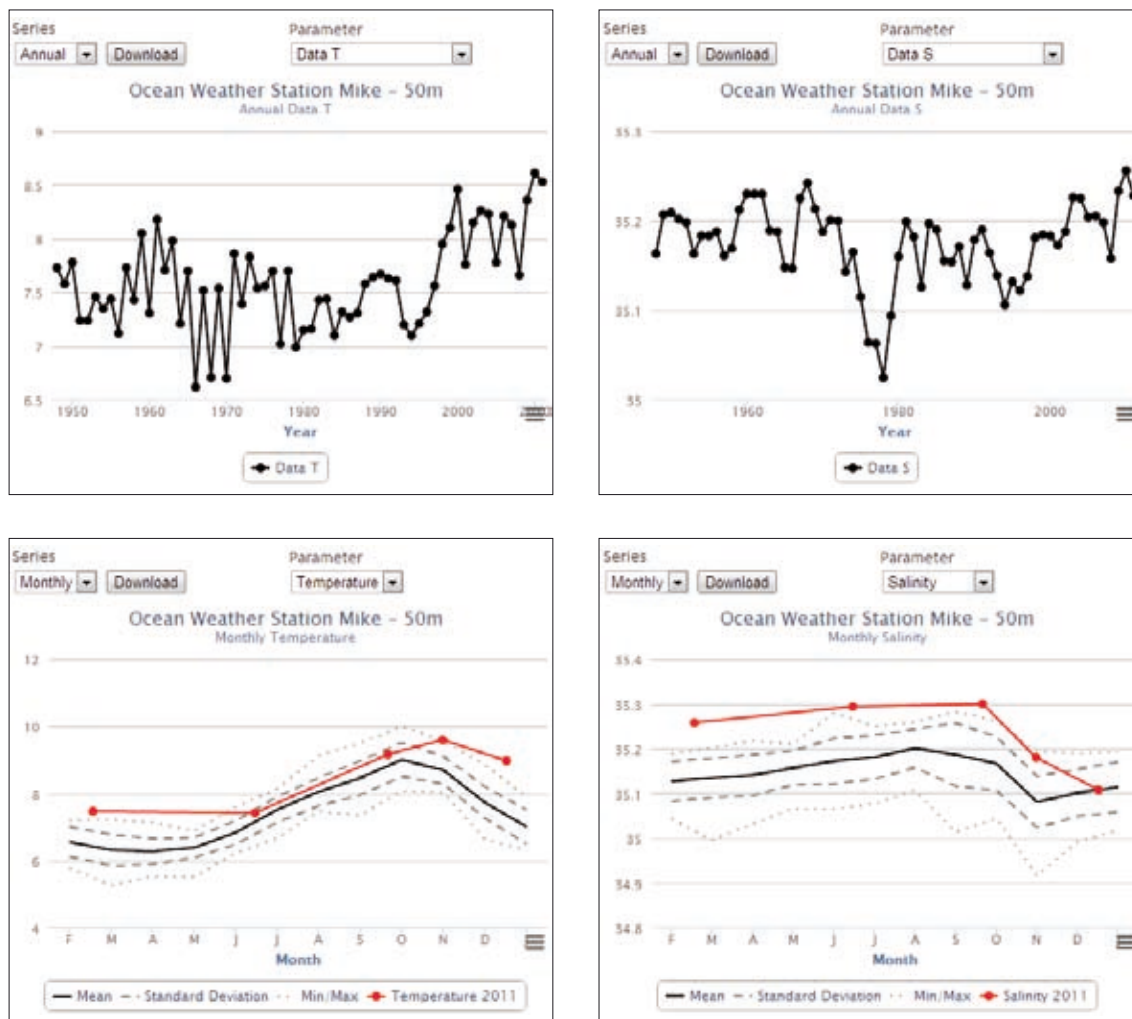 Series
Parameter
Annual
Download
Data T
Ocean Weather Station Mike – 50m
Annual Data T
9
8.5
8
7.5
7
6.5
1950
1960
1970
1980
1990
2000
Year
Data T
Series
Parameter
Annual
Download
Data S
Ocean Weather Station Mike – 50m
Annual Data S
35.3
35.2
35.1
35
1960
1980
2000
Year
Data S
Series
Parameter
Monthly
Download
Temperature
Ocean Weather Station Mike – 50m
Monthly Temperature
12
10
8
6
4
F M A M J J A S O N D
Month
Mean Standard Deviation Min/Max Temperature 2011
Series
Parameter
Monthly
Download
Salinity
Ocean Weather Station Mike – 50m
Monthly Salinity
35.4
35.3
35.2
35.1
35
34.9
34.8
F M A M J J A S O N D
Month
Mean Standard Deviation Min/Max Salinity 2011